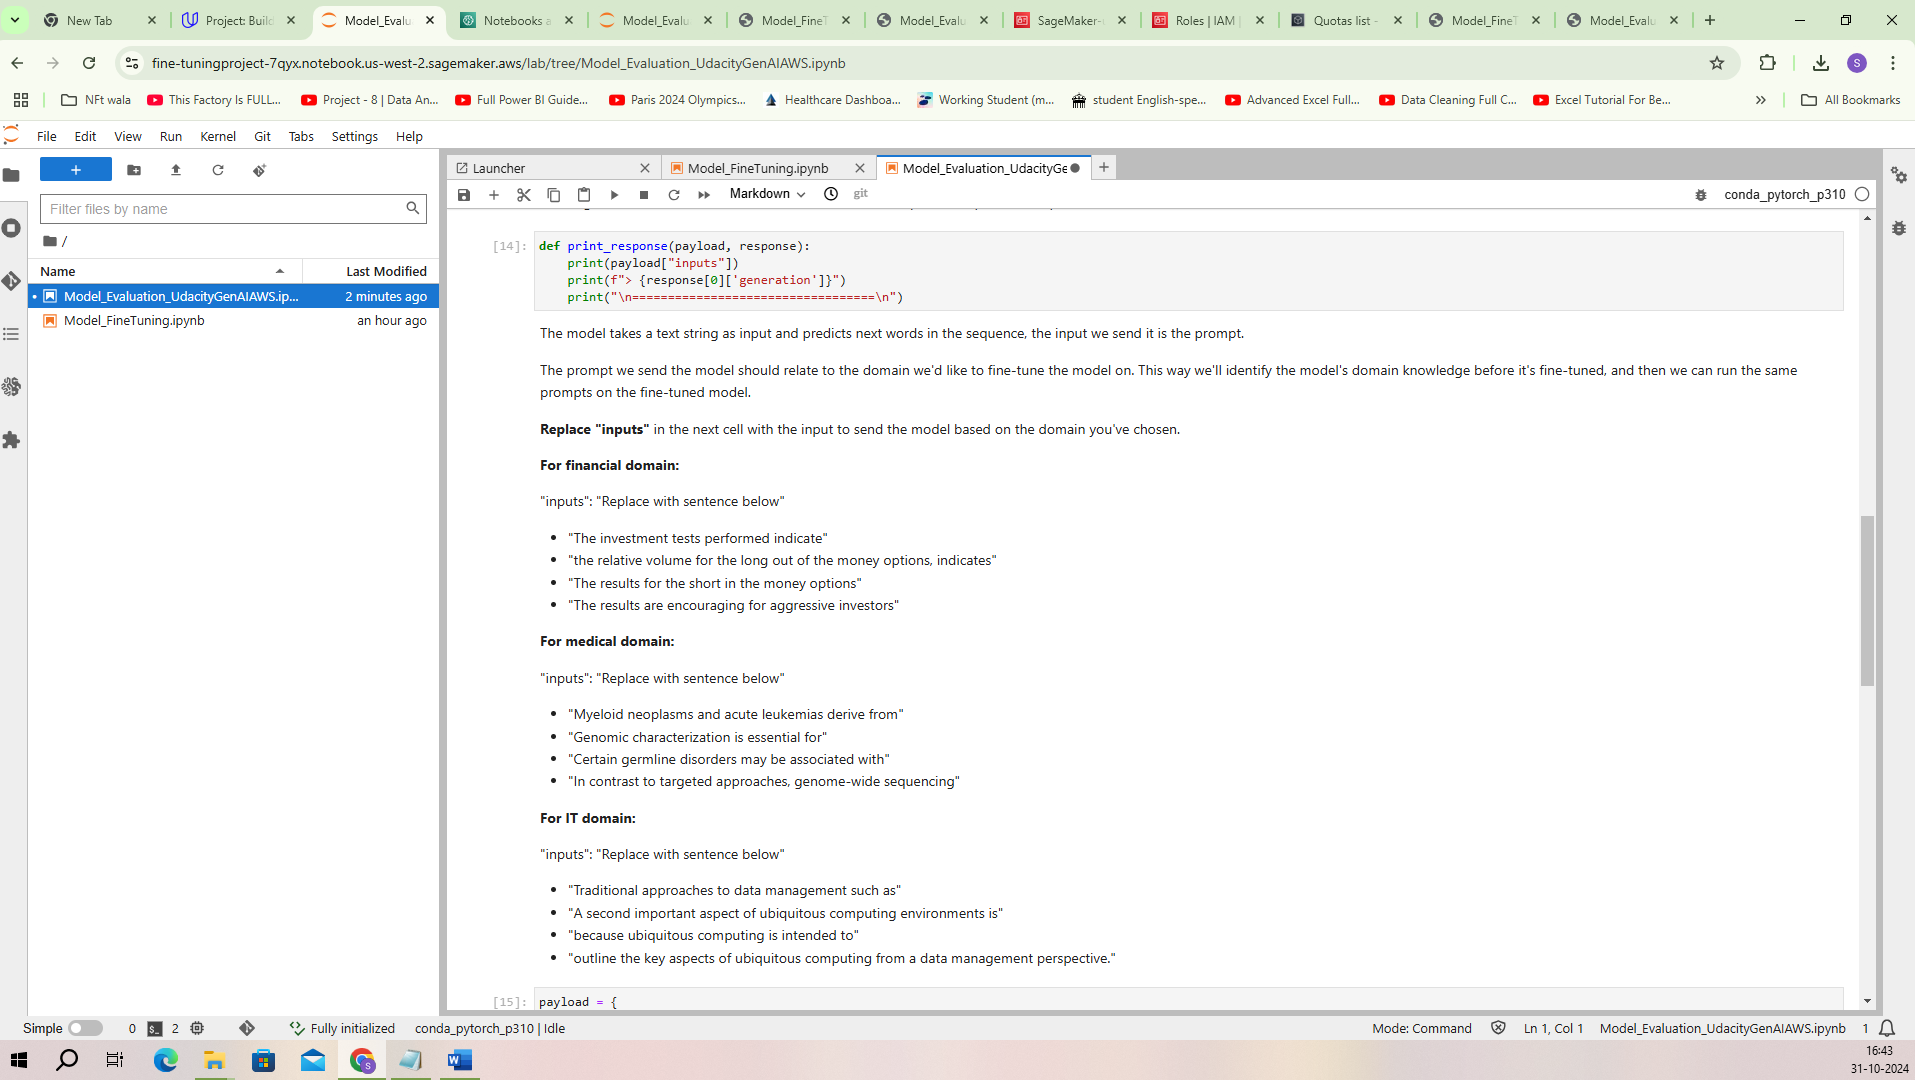 New Tab
Project: Build
Model_Evalu
Notebooks a
Model_Evalu
Model_FineT
Model_Evalu
SageMaker-
Roles | IAM |
Quotas list -
Model_FineT
Model_Evalu
fine-tuningproject-7qyx.notebook.us-west-2.sagemaker.aws/lab/tree/Model_Evaluation_UdacityGenAIAWS.ipynb
S
NFt wala
This Factory Is FULL...
Project - 8 | Data An...
Full Power BI Guide...
Paris 2024 Olympics...
Healthcare Dashboa...
Working Student (m...
student English-spe...
Advanced Excel Full...
Data Cleaning Full C...
Excel Tutorial For Be...
All Bookmarks
File Edit View Run Kernel Git Tabs Settings Help
Launcher
Model_FineTuning.ipynb
Model_Evaluation_UdacityGe
Markdown
git
conda_pytorch_p310
Filter files by name
/
Name
Last Modified
Model_Evaluation_UdacityGenAIAWS.ip...
2 minutes ago
Model_FineTuning.ipynb
an hour ago
[14]:
def print_response(payload, response):
print(payload["inputs"])
print(f"> {response[0]['generation']}")
print("\n==================================\n")
The model takes a text string as input and predicts next words in the sequence, the input we send it is the prompt.
The prompt we send the model should relate to the domain we'd like to fine-tune the model on. This way we'll identify the model's domain knowledge before it's fine-tuned, and then we can run the same
prompts on the fine-tuned model.
Replace "inputs" in the next cell with the input to send the model based on the domain you've chosen.
For financial domain:
"inputs": "Replace with sentence below"
• "The investment tests performed indicate"
• "the relative volume for the long out of the money options, indicates"
• "The results for the short in the money options"
• "The results are encouraging for aggressive investors"
For medical domain:
"inputs": "Replace with sentence below"
• "Myeloid neoplasms and acute leukemias derive from"
• "Genomic characterization is essential for"
• "Certain germline disorders may be associated with"
• "In contrast to targeted approaches, genome-wide sequencing"
For IT domain:
"inputs": "Replace with sentence below"
• "Traditional approaches to data management such as"
• "A second important aspect of ubiquitous computing environments is"
• "because ubiquitous computing is intended to"
• "outline the key aspects of ubiquitous computing from a data management perspective."
[15]:
payload = {
Simple
0
2
Fully initialized
conda_pytorch_p310 | Idle
Mode: Command
Ln 1, Col 1
Model_Evaluation_UdacityGenAIAWS.ipynb
1
16:43
31-10-2024